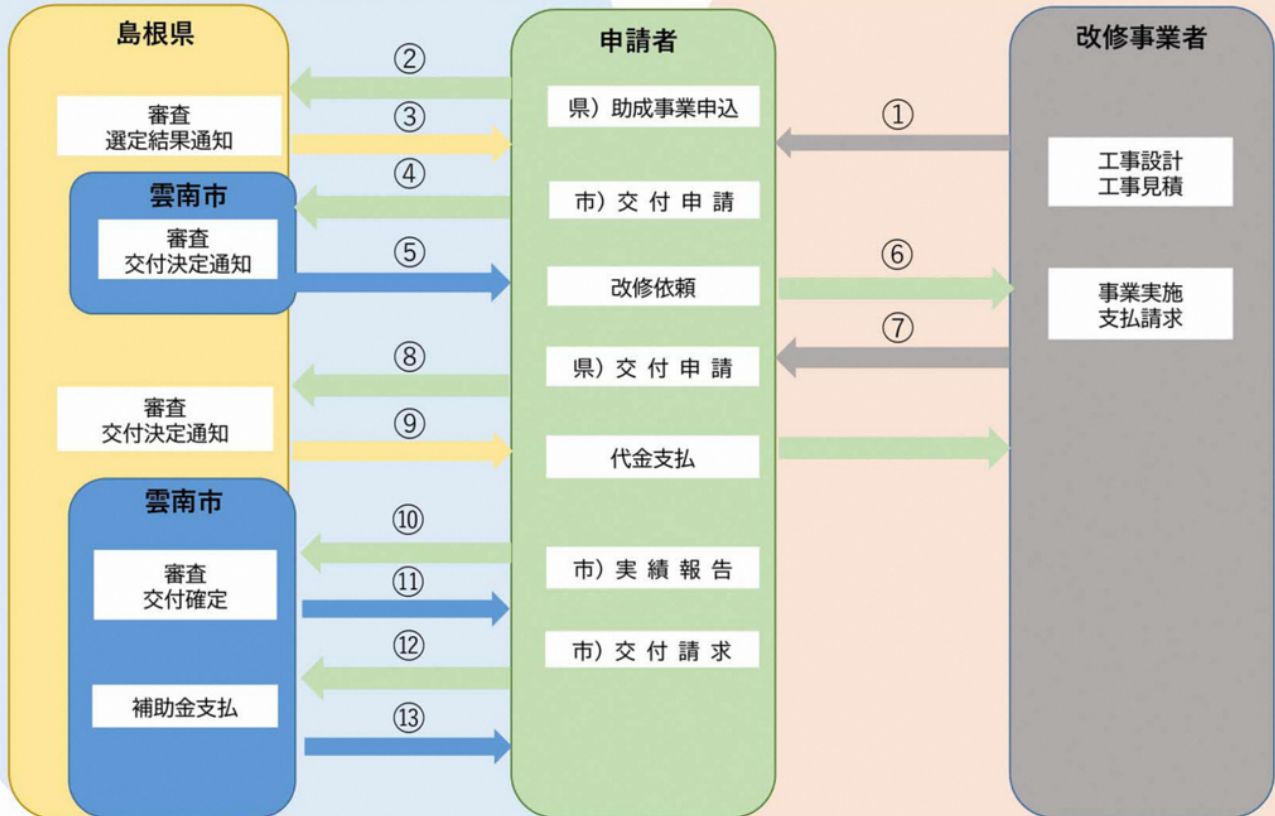 島根県
審査
選定結果通知
雲南市
審査
交付決定通知
審査
交付決定通知
雲南市
審査
交付確定
補助金支払
②
③
④
⑤
⑧
⑨
⑩
⑪
⑫
⑬
申請者
県）助成事業申込
市）交 付 申 請
改修依頼
県）交 付 申 請
代金支払
市）実 績 報 告
市）交 付 請 求
①
⑥
⑦
改修事業者
工事設計
工事見積
事業実施
支払請求